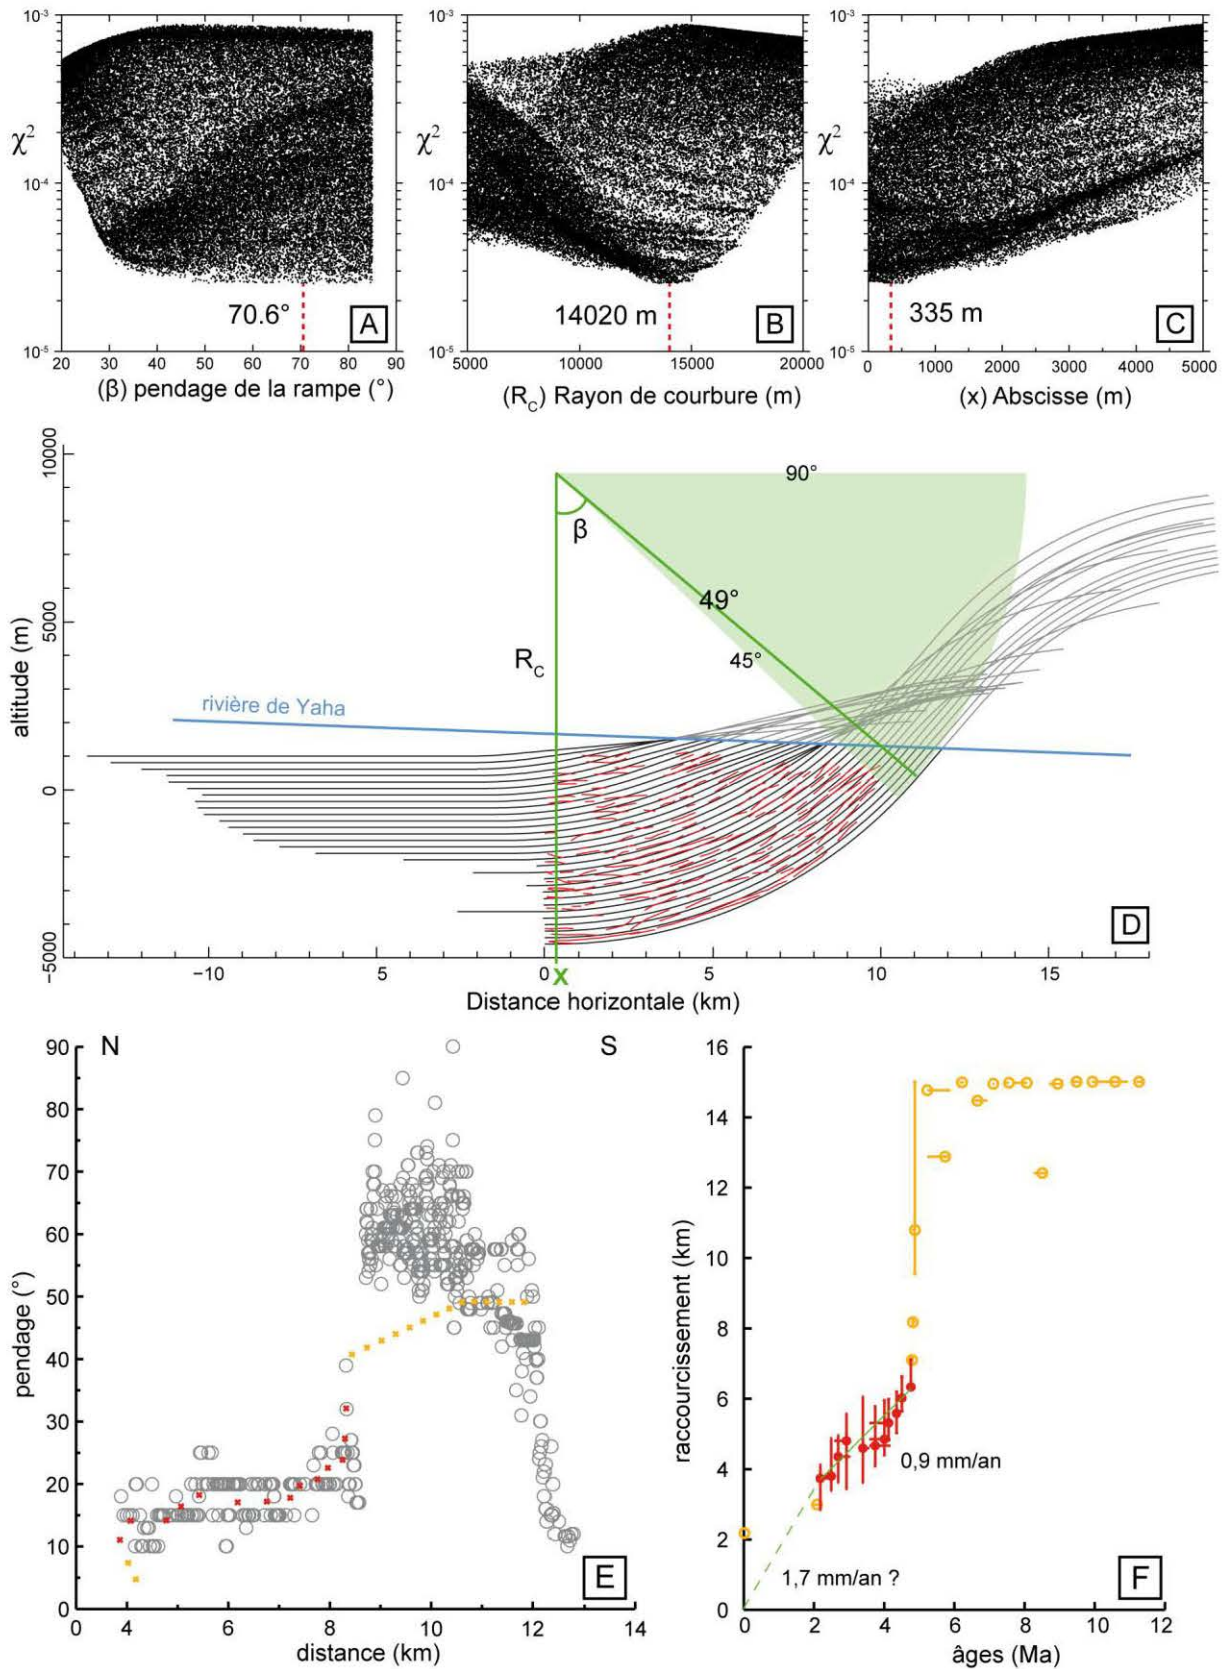 10-3
χ2
10-4
10-5
70.6°
A
20 30 40 50 60 70 80 90
(β) pendage de la rampe (°)
10-3
χ2
10-4
10-5
14020 m
B
5000 10000 15000 20000
(RC) Rayon de courbure (m)
10-3
χ2
10-4
10-5
335 m
C
0 1000 2000 3000 4000 5000
(x) Abscisse (m)
altitude (m)
10000
5000
0
−5000
90°
β
49°
45°
RC
rivière de Yaha
D
−10 5 0 5 10 15
X
Distance horizontale (km)
N S
pendage (°)
90
80
70
60
50
40
30
20
10
0
E
0 4 6 8 10 12 14
distance (km)
raccourcissement (km)
16
14
12
10
8
6
4
2
0
0,9 mm/an
1,7 mm/an ?
F
0 2 4 6 8 10 12
âges (Ma)